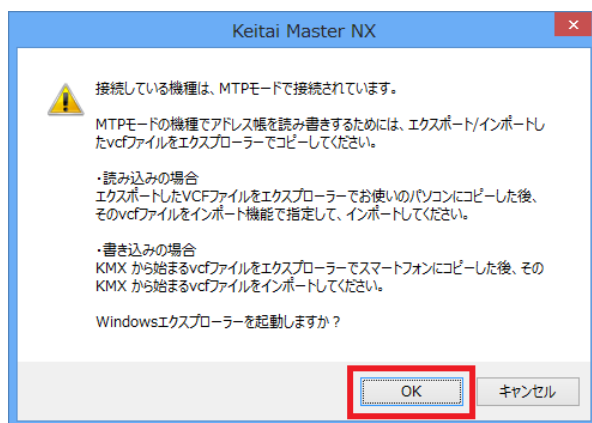 Keitai Master NX
接続している機種は、MTPモードで接続されています。
MTPモードの機種でアドレス帳を読み書きするためには、エクスポート/インポートし
たvcfファイルをエクスプローラーでコピーしてください。
・読み込みの場合
エクスポートしたVCFファイルをエクスプローラーでお使いのパソコンにコピーした後、
そのvcfファイルをインポート機能で指定して、インポートしてください。
・書き込みの場合
KMX から始まるvcfファイルをエクスプローラーでスマートフォンにコピーした後、その
KMX から始まるvcfファイルをインポートしてください。
Windowsエクスプローラーを起動しますか？
OK
キャンセル